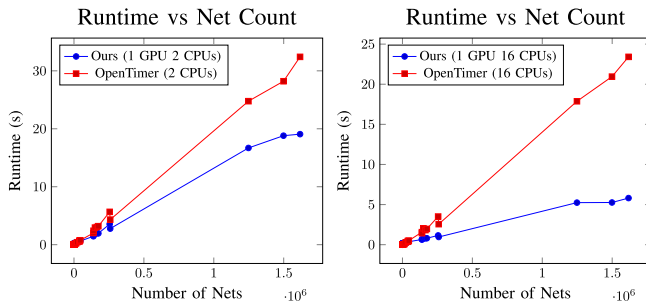 Runtime vs Net Count
Ours (1 GPU 2 CPUs)
OpenTimer (2 CPUs)
30
20
10
0
Runtime (s)
0
0.5
1
1.5
·10^6
Number of Nets
Runtime vs Net Count
Ours (1 GPU 16 CPUs)
OpenTimer (16 CPUs)
25
20
15
10
5
0
Runtime (s)
0
0.5
1
1.5
·10^6
Number of Nets